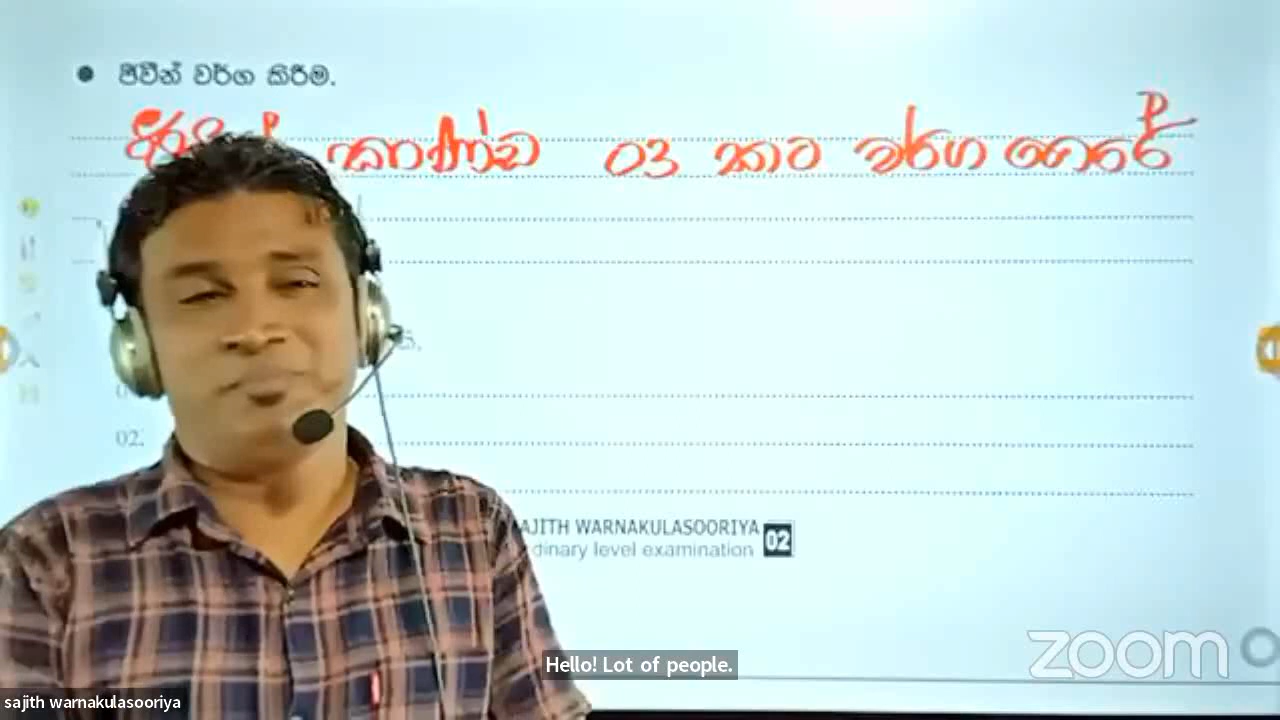 ● ජීවීන් වර්ග කිරීම.
කාණ්ඩ 03 කට වර්ග කෙරේ
02.
AJITH WARNAKULASOORIYA 02
dinary level examination
Hello! Lot of people.
zoom
sajith warnakulasooriya